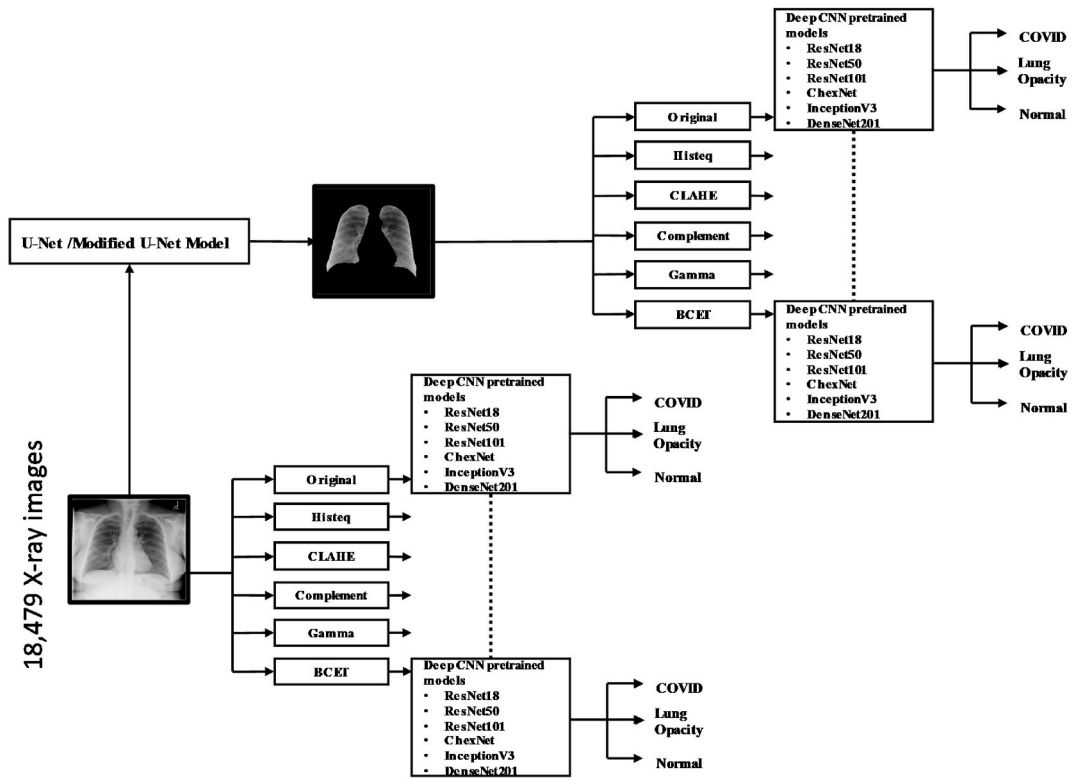 Deep CNN pretrained
models
• ResNet18
• ResNet50
• ResNet101
• ChexNet
• InceptionV3
• DenseNet201
COVID
Lung
Opacity
Normal
Original
Histeq
CLAHE
Complement
Gamma
BCET
U-Net /Modified U-Net Model
Deep CNN pretrained
models
• ResNet18
• ResNet50
• ResNet101
• ChexNet
• InceptionV3
• DenseNet201
COVID
Lung
Opacity
Normal
18,479 X-ray images
Deep CNN pretrained
models
• ResNet18
• ResNet50
• ResNet101
• ChexNet
• InceptionV3
• DenseNet201
COVID
Lung
Opacity
Normal
Original
Histeq
CLAHE
Complement
Gamma
BCET
Deep CNN pretrained
models
• ResNet18
• ResNet50
• ResNet101
• ChexNet
• InceptionV3
• DenseNet201
COVID
Lung
Opacity
Normal